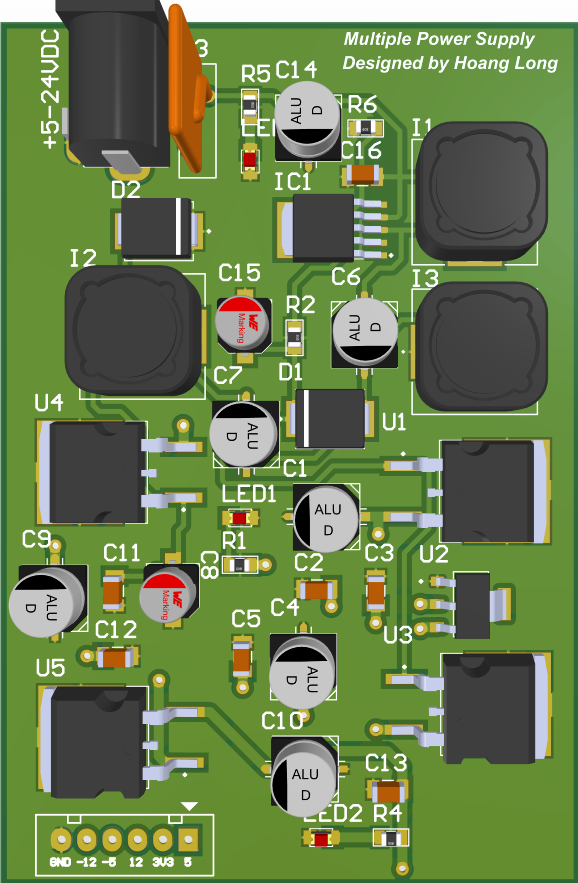 Multiple Power Supply
Designed by Hoang Long
+5-24VDC
3
R5
C14
R6
LE
ALU
D
I1
C16
D2
IC1
I2
C15
C6
I3
R2
Marking
ALU
D
C7
D1
U4
U1
ALU
D
C1
LED1
ALU
D
C9
C11
R1
C8
C2
C3
U2
ALU
D
Marking
C12
C5
C4
U3
U5
ALU
D
C10
ALU
D
C13
LED2
R4
GND -12 -5 12 3V3 5